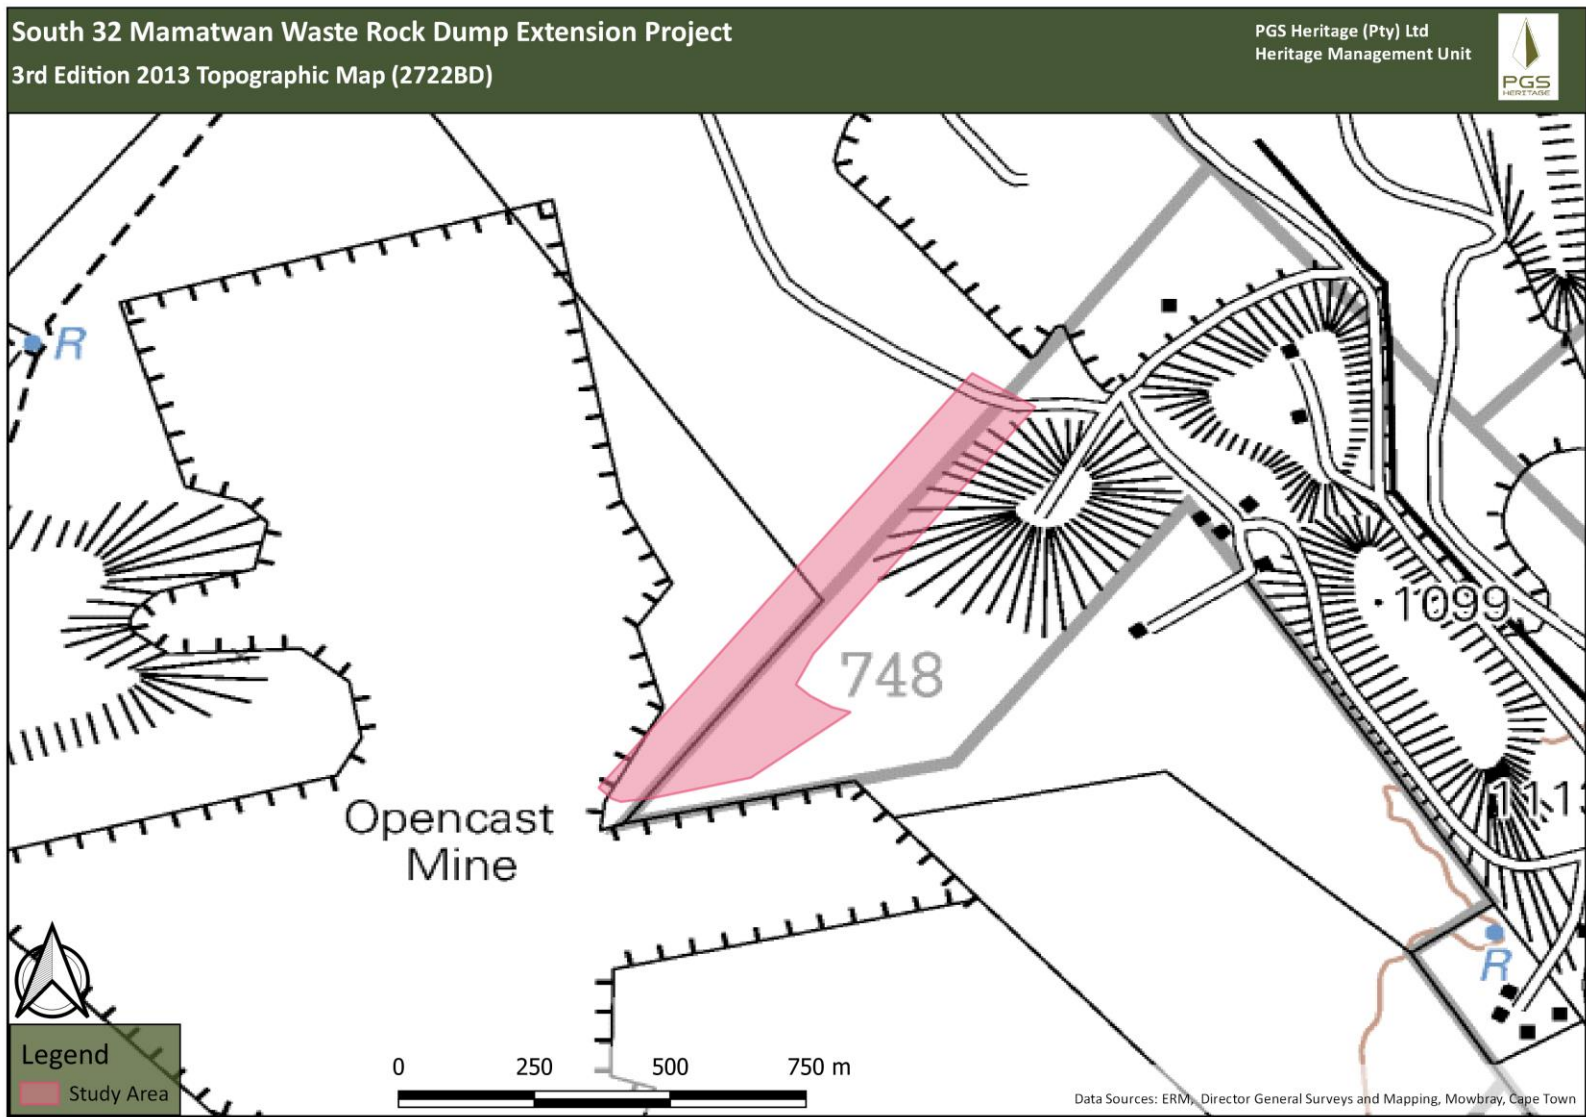 South 32 Mamatwan Waste Rock Dump Extension Project
3rd Edition 2013 Topographic Map (2722BD)
PGS Heritage (Pty) Ltd
Heritage Management Unit
PGS
HERITAGE
R
1099
748
111
Opencast
Mine
R
Legend
Study Area
0 250 500 750 m
Data Sources: ERM, Director General Surveys and Mapping, Mowbray, Cape Town